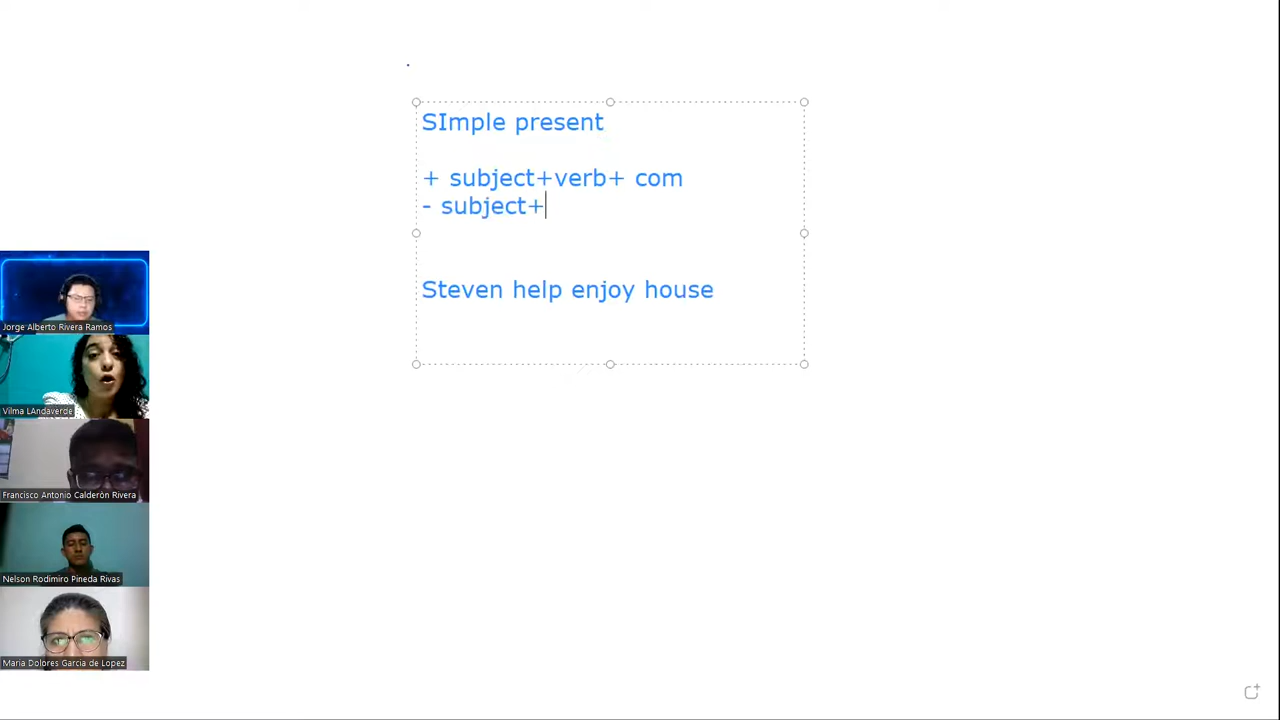 SImple present
+ subject+verb+ com
- subject+
Steven help enjoy house
Jorge Alberto Rivera Ramos
Vilma LAndaverde
Francisco Antonio Calderòn Rivera
Nelson Rodimiro Pineda Rivas
Maria Dolores Garcia de Lopez